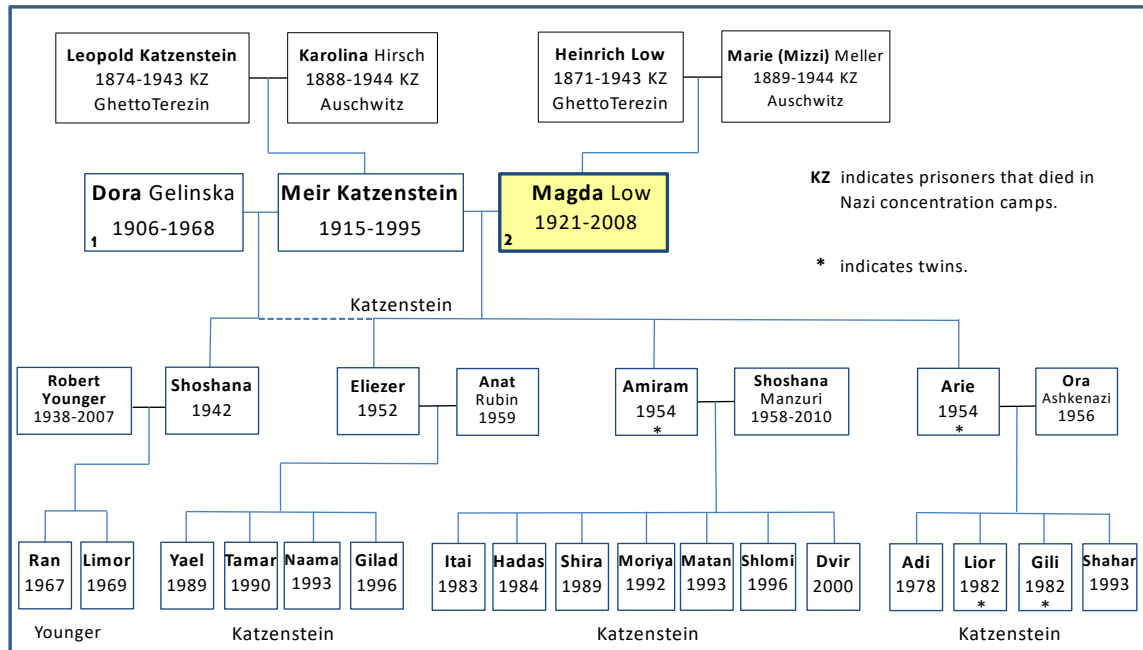 Leopold Katzenstein
1874-1943 KZ
GhettoTerezin
Karolina Hirsch
1888-1944 KZ
Auschwitz
Heinrich Low
1871-1943 KZ
GhettoTerezin
Marie (Mizzi) Meller
1889-1944 KZ
Auschwitz
Dora Gelinska
1906-1968
1
Meir Katzenstein
1915-1995
Magda Low
1921-2008
2
KZ indicates prisoners that died in
Nazi concentration camps.
* indicates twins.
Katzenstein
Robert
Younger
1938-2007
Shoshana
1942
Eliezer
1952
Anat
Rubin
1959
Amiram
1954
*
Shoshana
Manzuri
1958-2010
Arie
1954
*
Ora
Ashkenazi
1956
Ran
1967
Limor
1969
Yael
1989
Tamar
1990
Naama
1993
Gilad
1996
Itai
1983
Hadas
1984
Shira
1989
Moriya
1992
Matan
1993
Shlomi
1996
Dvir
2000
Adi
1978
Lior
1982
*
Gili
1982
*
Shahar
1993
Younger
Katzenstein
Katzenstein
Katzenstein